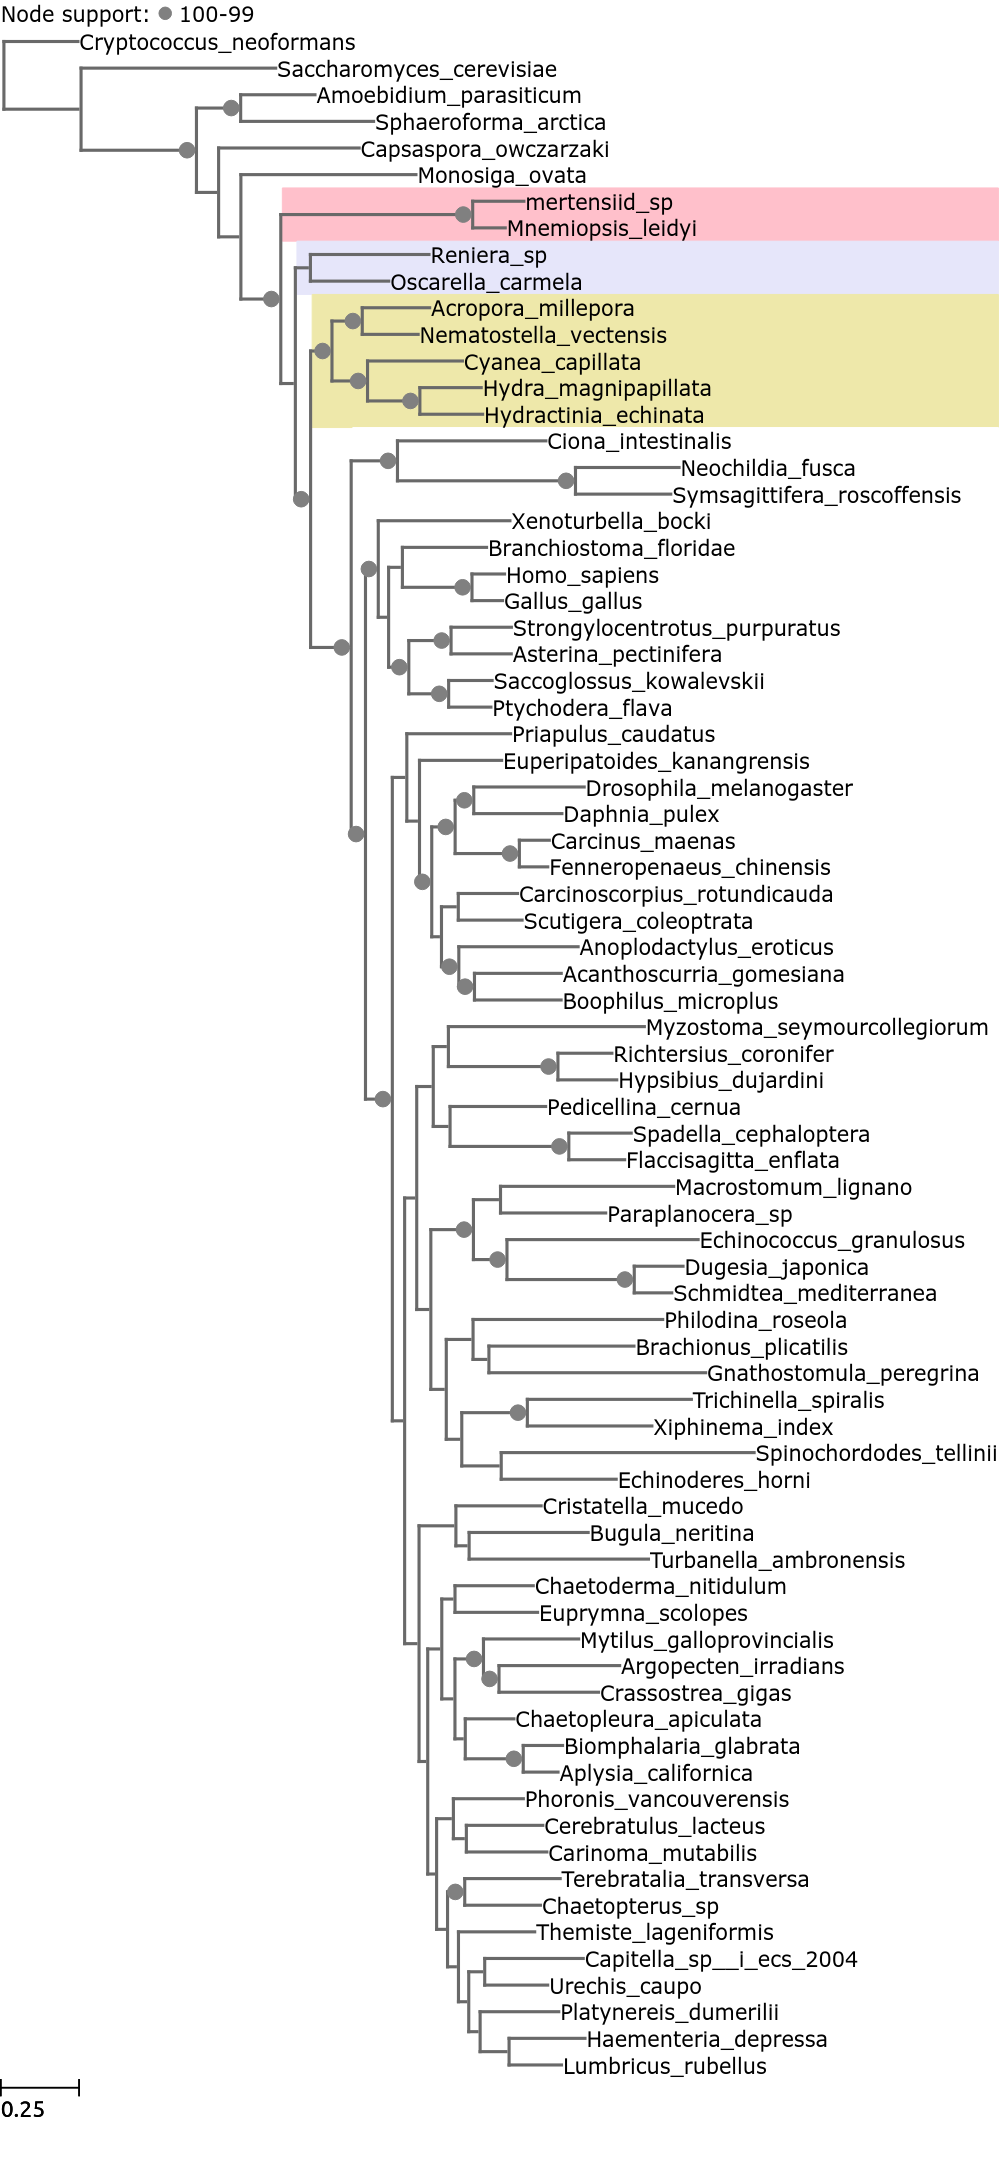 Node support: 100-99
Cryptococcus_neoformans
Saccharomyces_cerevisiae
Amoebidium_parasiticum
Sphaeroforma_arctica
Capsaspora_owczarzaki
Monosiga_ovata
mertensiid_sp
Mnemiopsis_leidyi
Reniera_sp
Oscarella_carmela
Acropora_millepora
Nematostella_vectensis
Cyanea_capillata
Hydra_magnipapillata
Hydractinia_echinata
Ciona_intestinalis
Neochildia_fusca
Symsagittifera_roscoffensis
Xenoturbella_bocki
Branchiostoma_floridae
Homo_sapiens
Gallus_gallus
Strongylocentrotus_purpuratus
Asterina_pectinifera
Saccoglossus_kowalevskii
Ptychodera_flava
Priapulus_caudatus
Euperipatoides_kanangrensis
Drosophila_melanogaster
Daphnia_pulex
Carcinus_maenas
Fenneropenaeus_chinensis
Carcinoscorpius_rotundicauda
Scutigera_coleoptrata
Anoplodactylus_eroticus
Acanthoscurria_gomesiana
Boophilus_microplus
Myzostoma_seymourcollegiorum
Richtersius_coronifer
Hypsibius_dujardini
Pedicellina_cernua
Spadella_cephaloptera
Flaccisagitta_enflata
Macrostomum_lignano
Paraplanocera_sp
Echinococcus_granulosus
Dugesia_japonica
Schmidtea_mediterranea
Philodina_roseola
Brachionus_plicatilis
Gnathostomula_peregrina
Trichinella_spiralis
Xiphinema_index
Spinochordodes_tellinii
Echinoderes_horni
Cristatella_mucedo
Bugula_neritina
Turbanella_ambronensis
Chaetoderma_nitidulum
Euprymna_scolopes
Mytilus_galloprovincialis
Argopecten_irradians
Crassostrea_gigas
Chaetopleura_apiculata
Biomphalaria_glabrata
Aplysia_californica
Phoronis_vancouverensis
Cerebratulus_lacteus
Carinoma_mutabilis
Terebratalia_transversa
Chaetopterus_sp
Themiste_lageniformis
Capitella_sp__i_ecs_2004
Urechis_caupo
Platynereis_dumerilii
Haementeria_depressa
Lumbricus_rubellus
0.25